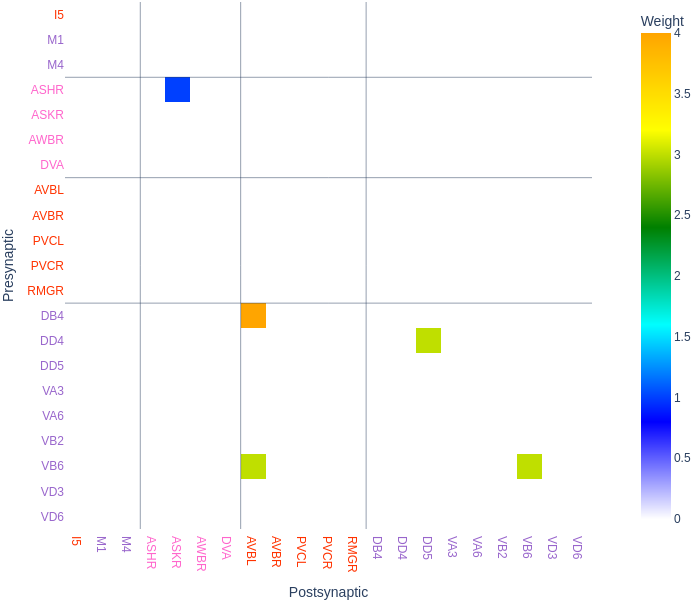 Weight
I5
M1
M4
ASHR
ASKR
AWBR
DVA
AVBL
AVBR
PVCL
PVCR
RMGR
DB4
DD4
DD5
VA3
VA6
VB2
VB6
VD3
VD6
Presynaptic
I5
M1
M4
ASHR
ASKR
AWBR
DVA
AVBL
AVBR
PVCL
PVCR
RMGR
DB4
DD4
DD5
VA3
VA6
VB2
VB6
VD3
VD6
Postsynaptic
4
3.5
3
2.5
2
1.5
1
0.5
0